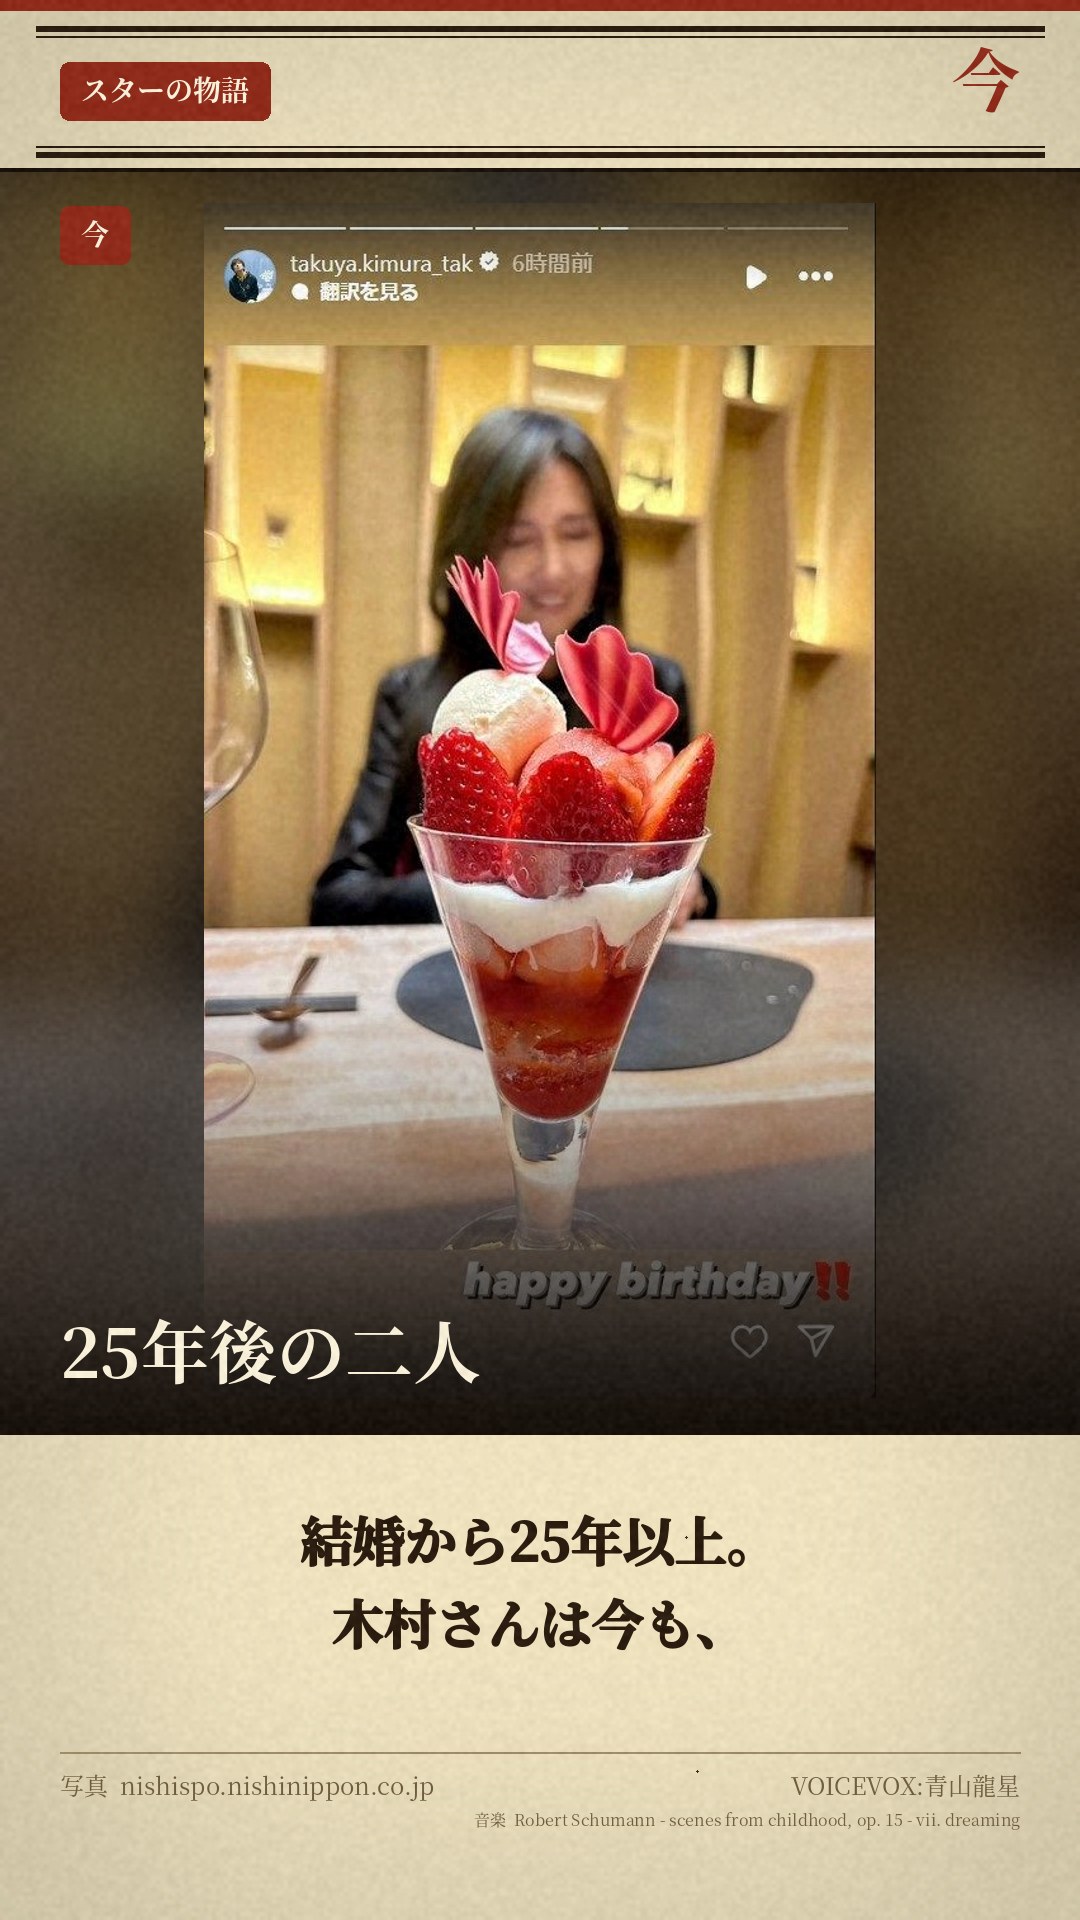 スターの物語
今
今
takuya.kimura_tak 6時間前
翻訳を見る
happy birthday‼
25年後の二人
結婚から25年以上。
木村さんは今も、
写真 nishispo.nishinippon.co.jp
VOICEVOX:青山龍星
音楽 Robert Schumann - scenes from childhood, op. 15 - vii. dreaming